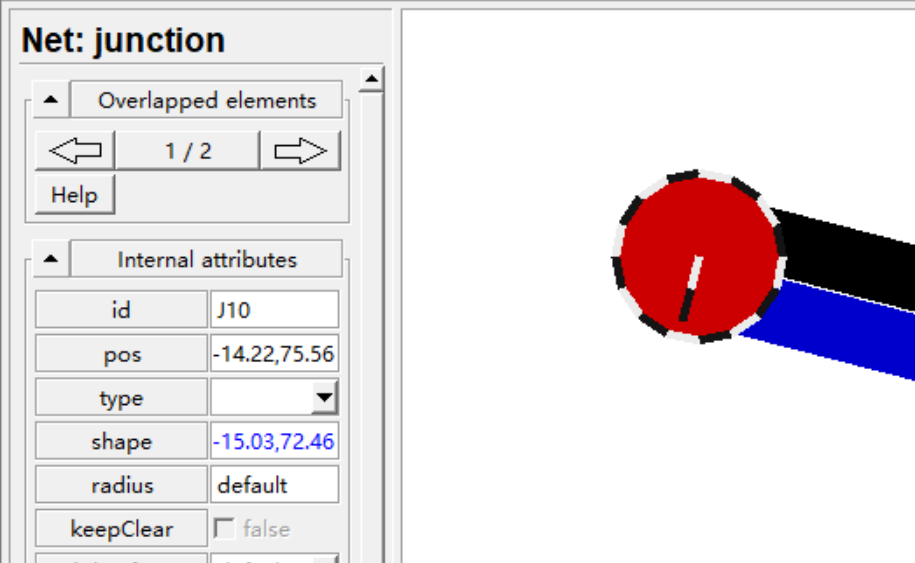 Net: junction
Overlapped elements
1 / 2
Help
Internal attributes
id J10
pos -14.22,75.56
type
shape -15.03,72.46
radius default
keepClear false